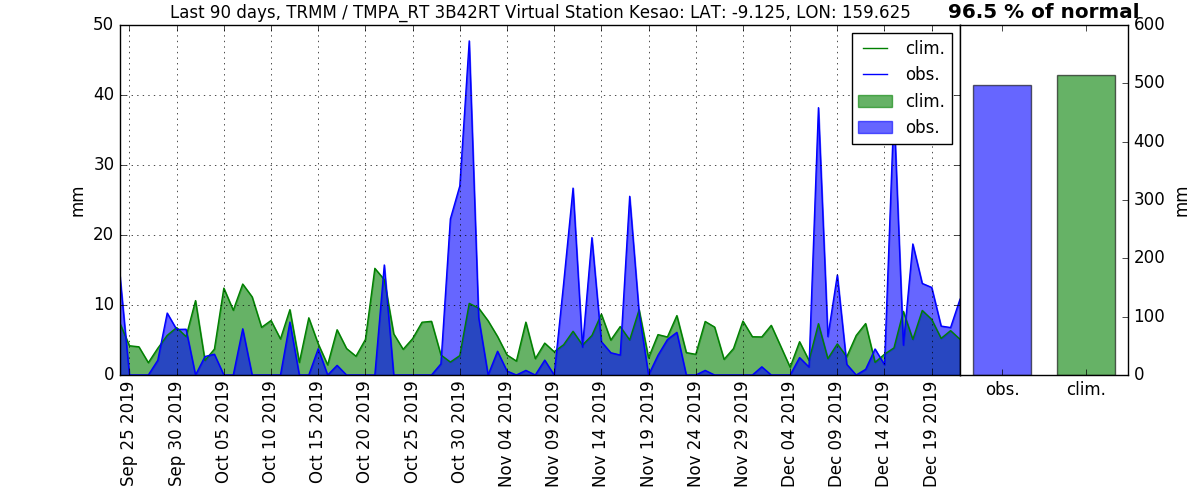 Last 90 days, TRMM / TMPA_RT 3B42RT Virtual Station Kesao: LAT: -9.125, LON: 159.625
96.5 % of normal
50
40
30
20
10
0
mm
clim.
obs.
clim.
obs.
600
500
400
300
200
100
0
mm
obs.
clim.
Sep 25 2019
Sep 30 2019
Oct 05 2019
Oct 10 2019
Oct 15 2019
Oct 20 2019
Oct 25 2019
Oct 30 2019
Nov 04 2019
Nov 09 2019
Nov 14 2019
Nov 19 2019
Nov 24 2019
Nov 29 2019
Dec 04 2019
Dec 09 2019
Dec 14 2019
Dec 19 2019